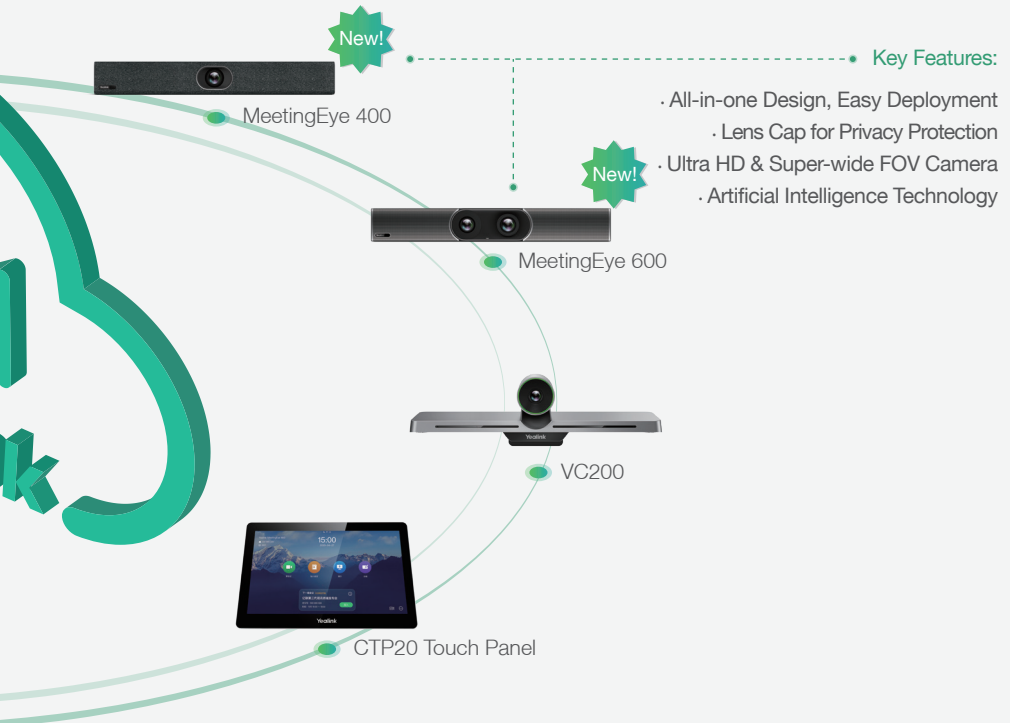 New!
Key Features:
· All-in-one Design, Easy Deployment
MeetingEye 400
· Lens Cap for Privacy Protection
· Ultra HD & Super-wide FOV Camera
New!
· Artificial Intelligence Technology
MeetingEye 600
Yealink
VC200
15:00
Yealink
CTP20 Touch Panel